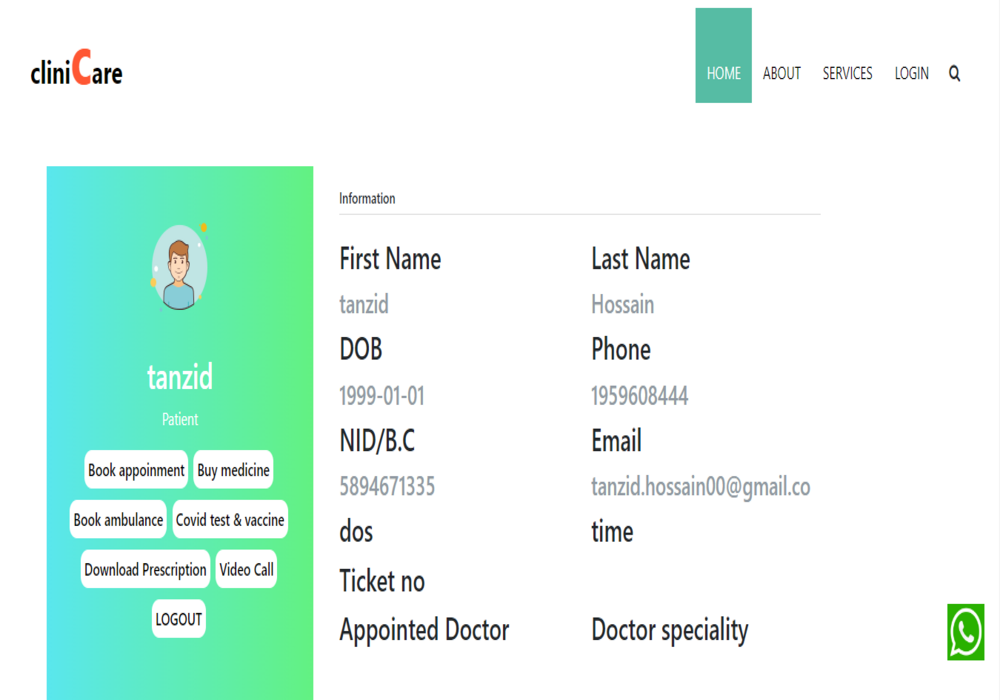 cliniCare
HOME ABOUT SERVICES LOGIN
tanzid
Patient
Book appoinment Buy medicine
Book ambulance Covid test & vaccine
Download Prescription Video Call
LOGOUT
Information
First Name Last Name
tanzid Hossain
DOB Phone
1999-01-01 1959608444
NID/B.C Email
5894671335 tanzid.hossain00@gmail.co
dos time
Ticket no
Appointed Doctor Doctor speciality